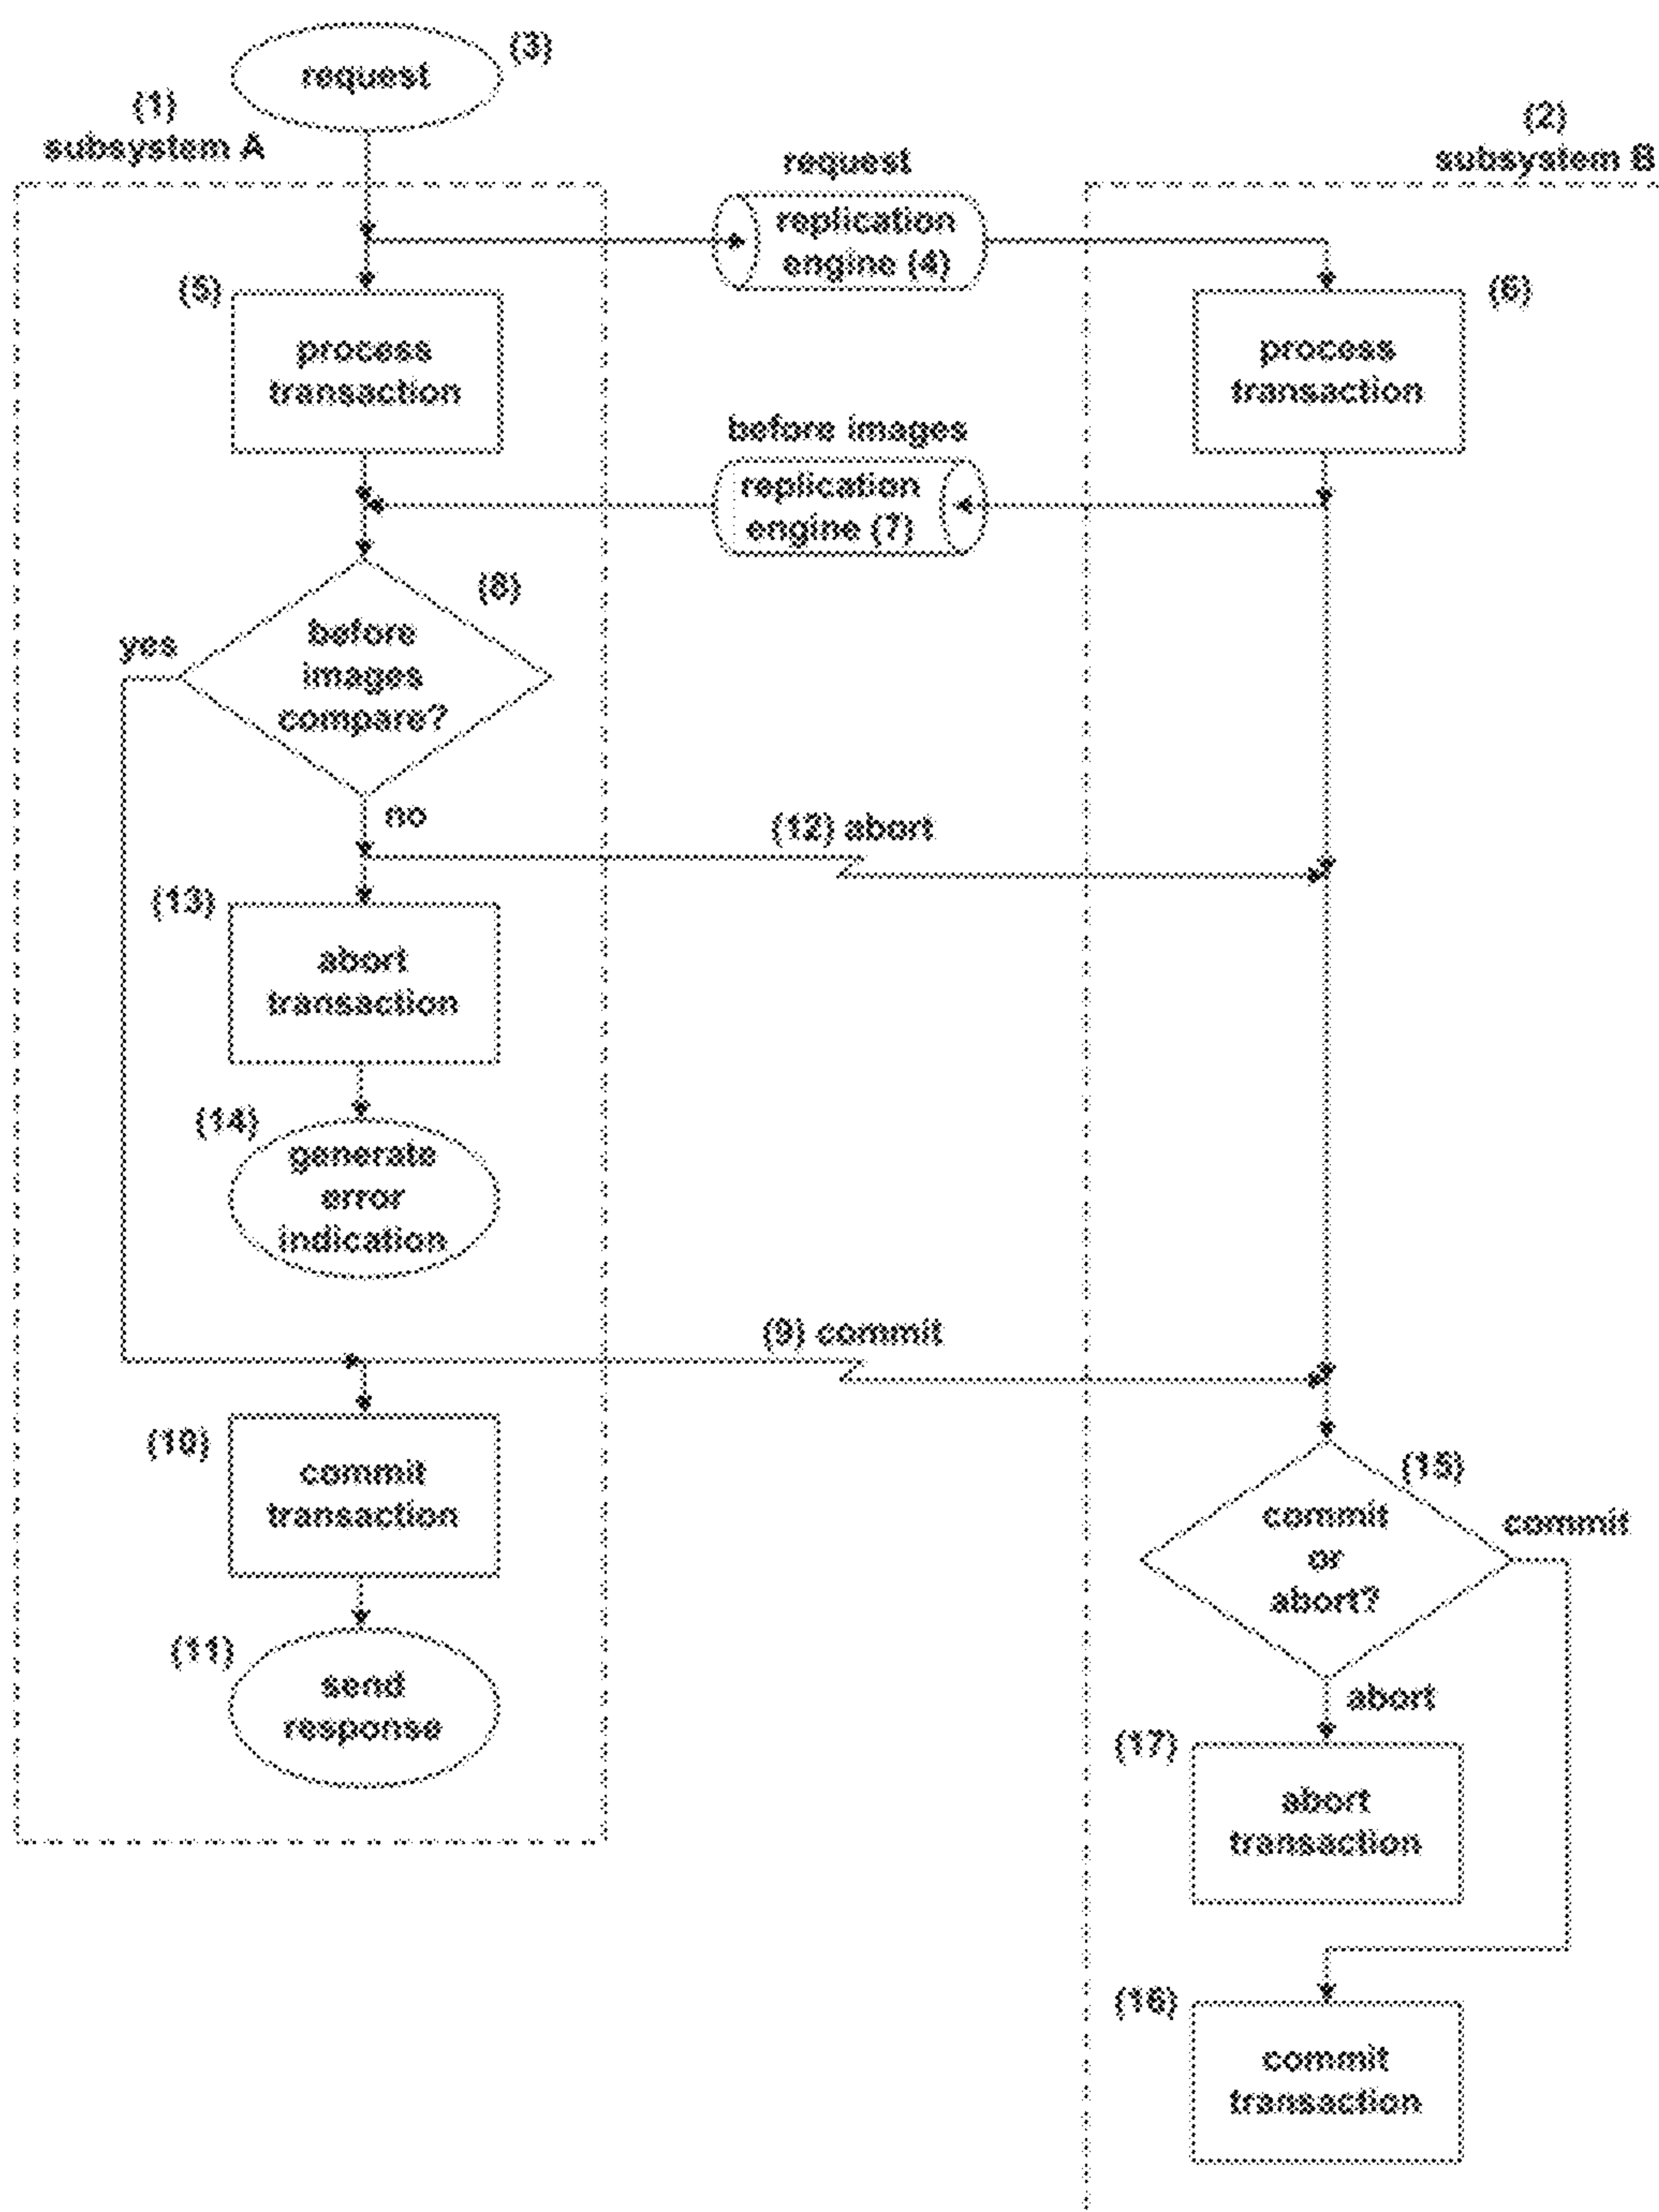 (3)
request
(1)
subsystem A
(2)
subsystem B
request
replication
engine (4)
(5)
process
transaction
(6)
process
transaction
before images
replication
engine (7)
(8)
before
images
compare?
yes
no
(12) abort
(13)
abort
transaction
(14)
generate
error
indication
(9) commit
(10)
commit
transaction
(15)
commit
or
abort?
commit
(11)
send
response
abort
(17)
abort
transaction
(16)
commit
transaction